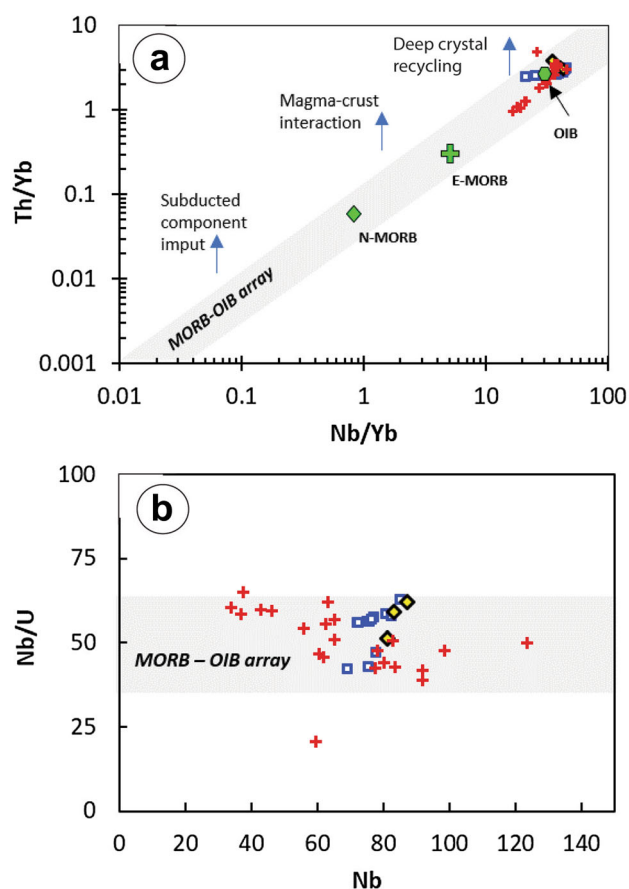 a
10
1
0.1
0.01
0.001
Th/Yb
Deep crystal
recycling
Magma-crust
interaction
Subducted
component
imput
OIB
E-MORB
N-MORB
MORB-OIB array
0.01
0.1
1
10
100
Nb/Yb
b
100
75
50
25
0
Nb/U
MORB – OIB array
0
20
40
60
80
100
120
140
Nb